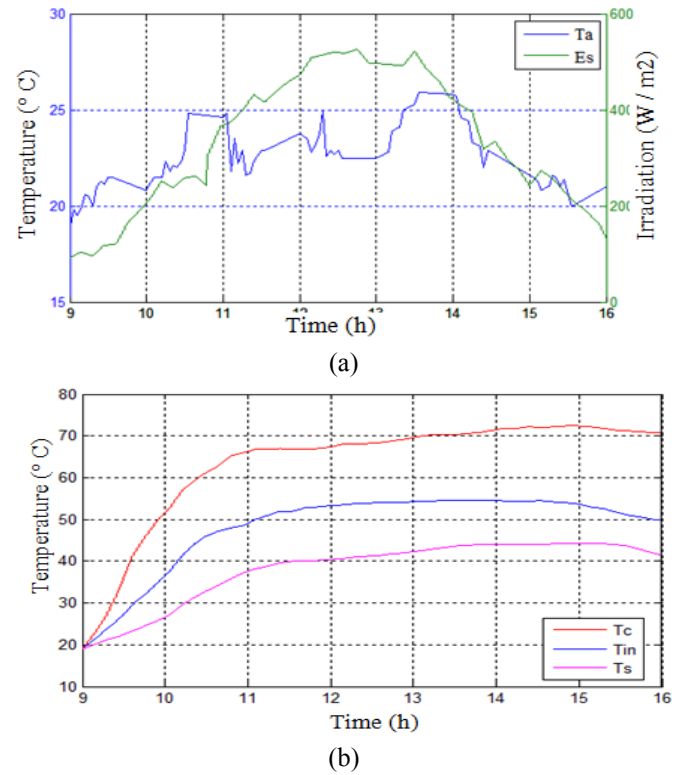 30
25
20
15
Temperature (° C)
600
400
200
0
Irradiation (W / m2)
Ta
Es
9 10 11 12 13 14 15 16
Time (h)
(a)
80
70
60
50
40
30
20
10
Temperature (° C)
Tc
Tin
Ts
9 10 11 12 13 14 15 16
Time (h)
(b)